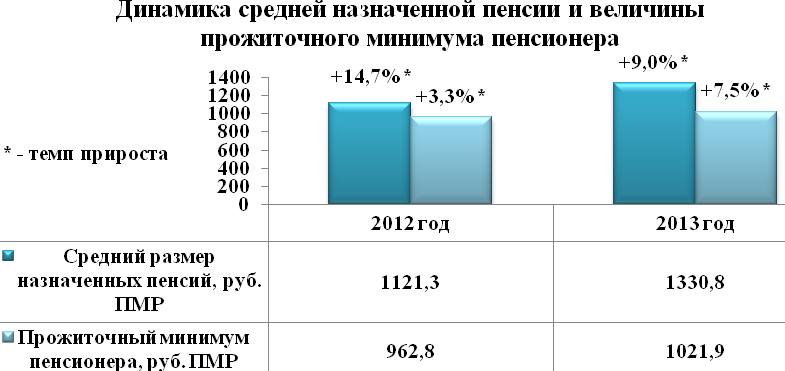 Динамика средней назначенной пенсии и величины
прожиточного минимума пенсионера
+14,7%*
+3,3%*
+9,0%*
+7,5%*
1400
1200
1000
800
600
400
200
0
* - темп прироста
2012 год
2013 год
Средний размер
назначенных пенсий, руб.
ПМР
1121,3
1330,8
Прожиточный минимум
пенсионера, руб. ПМР
962,8
1021,9